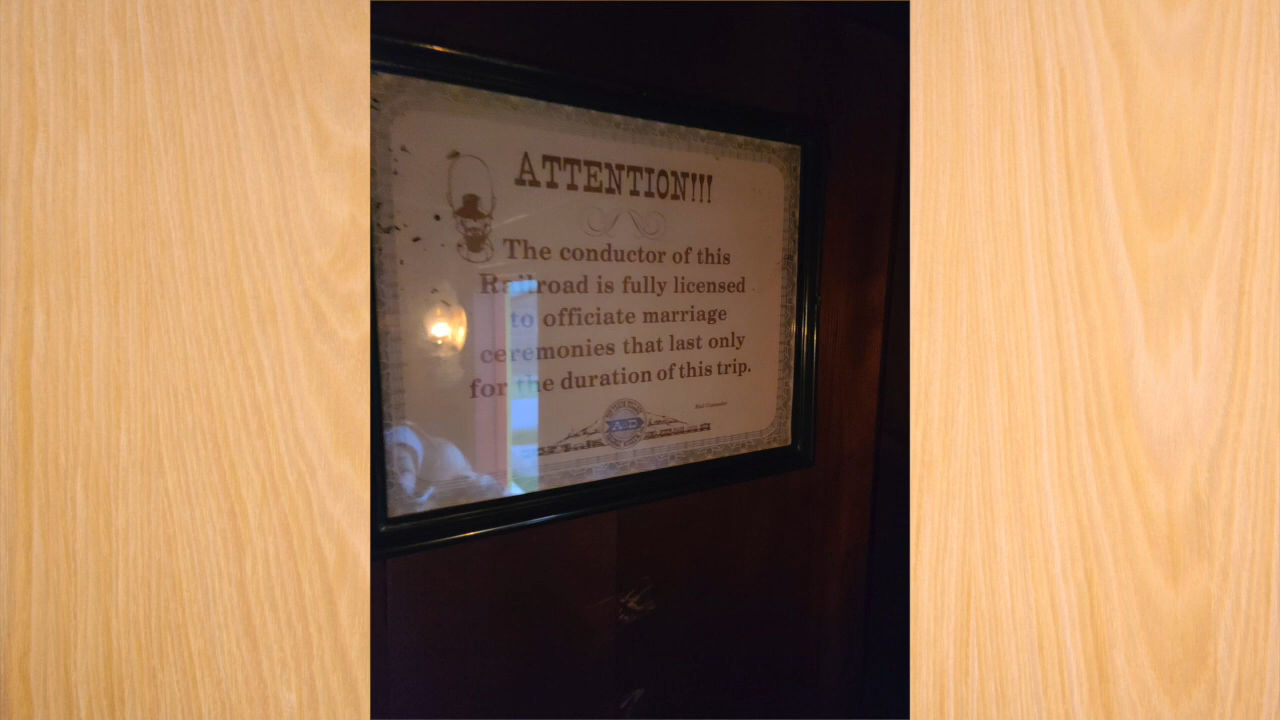 ATTENTION!!!
The conductor of this
Railroad is fully licensed
to officiate marriage
ceremonies that last only
for the duration of this trip.